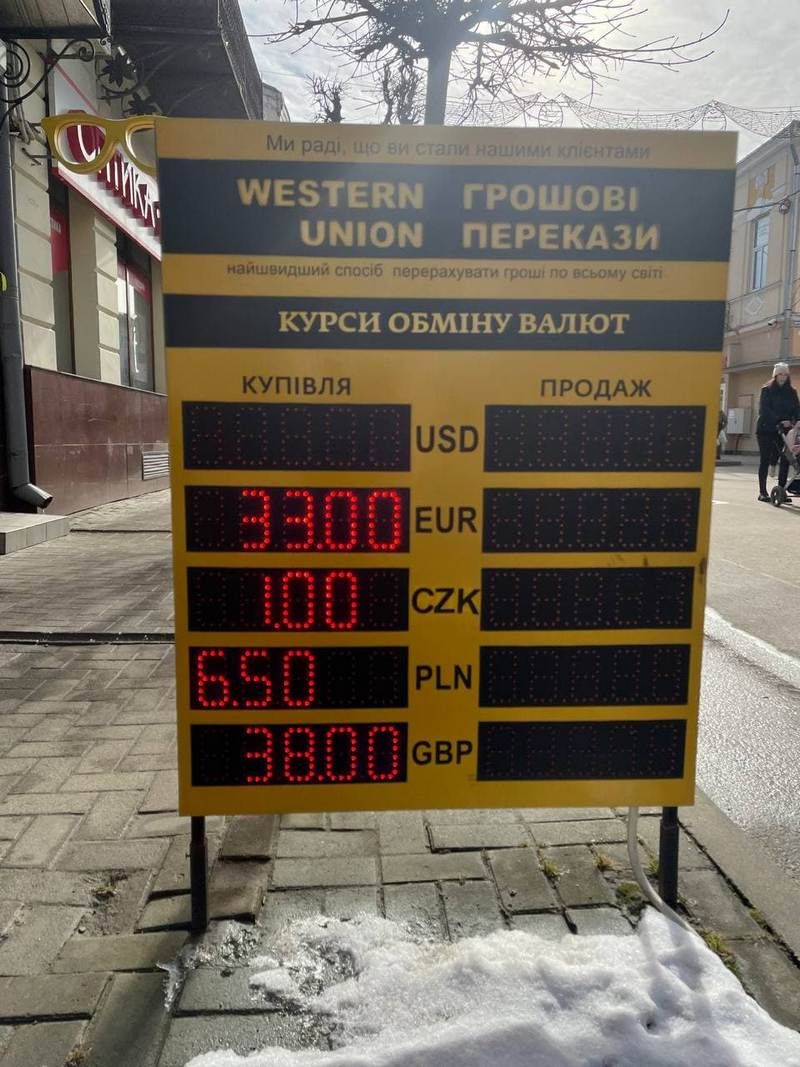 ОПТИКА
Ми раді, що ви стали нашими клієнтами
WESTERN ГРОШОВІ
UNION ПЕРЕКАЗИ
найшвидший спосіб перерахувати гроші по всьому світі
КУРСИ ОБМІНУ ВАЛЮТ
КУПІВЛЯ ПРОДАЖ
USD
33.00 EUR
1.00 CZK
6.50 PLN
38.00 GBP